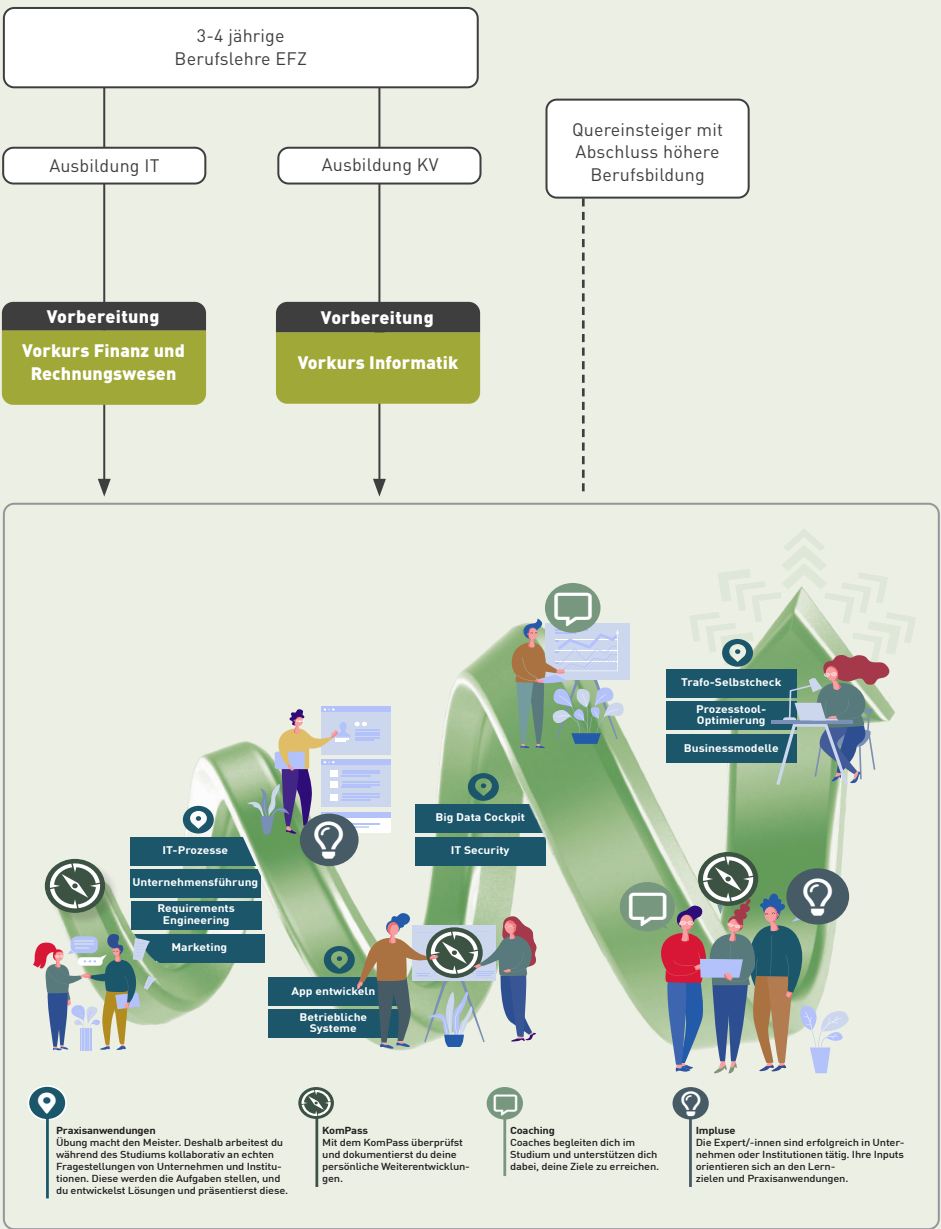 3-4 jährige
Berufslehre EFZ
Quereinsteiger mit
Abschluss höhere
Berufsbildung
Ausbildung IT
Ausbildung KV
Vorbereitung
Vorkurs Finanz und
Rechnungswesen
Vorbereitung
Vorkurs Informatik
IT-Prozesse
Unternehmensführung
Requirements
Engineering
Marketing
App entwickeln
Betriebliche
Systeme
Big Data Cockpit
IT Security
Trafo-Selbstcheck
Prozesstool-
Optimierung
Businessmodelle
Praxisanwendungen
Übung macht den Meister. Deshalb arbeitest du
während des Studiums kollaborativ an echten
Fragestellungen von Unternehmen und Institu-
tionen. Diese werden die Aufgaben stellen, und
du entwickelst Lösungen und präsentierst diese.
KomPass
Mit dem KomPass überprüfst
und dokumentierst du deine
persönliche Weiterentwicklun-
gen.
Coaching
Coaches begleiten dich im
Studium und unterstützen dich
dabei, deine Ziele zu erreichen.
Impluse
Die Expert/-innen sind erfolgreich in Unter-
nehmen oder Institutionen tätig. Ihre Inputs
orientieren sich an den Lern-
zielen und Praxisanwendungen.